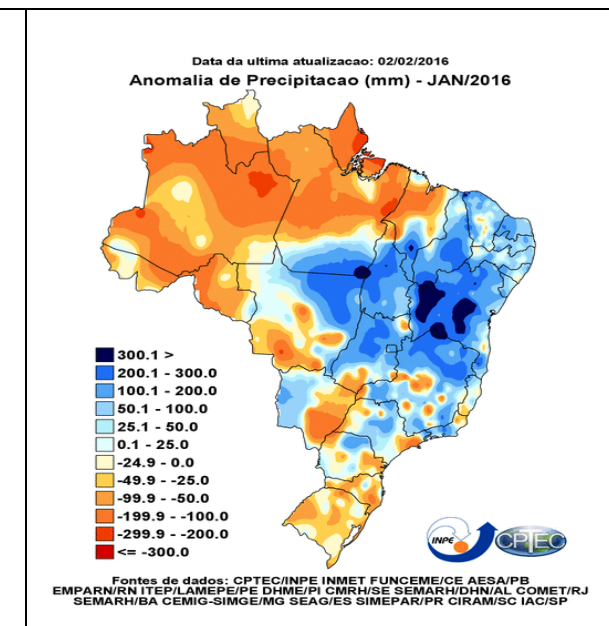 Data da ultima atualizacao: 02/02/2016
Anomalia de Precipitacao (mm) - JAN/2016
300.1 >
200.1 - 300.0
100.1 - 200.0
50.1 - 100.0
25.1 - 50.0
0.1 - 25.0
-24.9 - 0.0
-49.9 - -25.0
-99.9 - -50.0
-199.9 - -100.0
-299.9 - -200.0
<= -300.0
INPE
CPTEC
Fontes de dados: CPTEC/INPE INMET FUNCEME/CE AESA/PB
EMPARN/RN ITEP/LAMEPE/PE DHME/PI CMRH/SE SEMARH/DHN/AL COMET/RJ
SEMARH/BA CEMIG-SIMGE/MG SEAG/ES SIMEPAR/PR CIRAM/SC IAC/SP